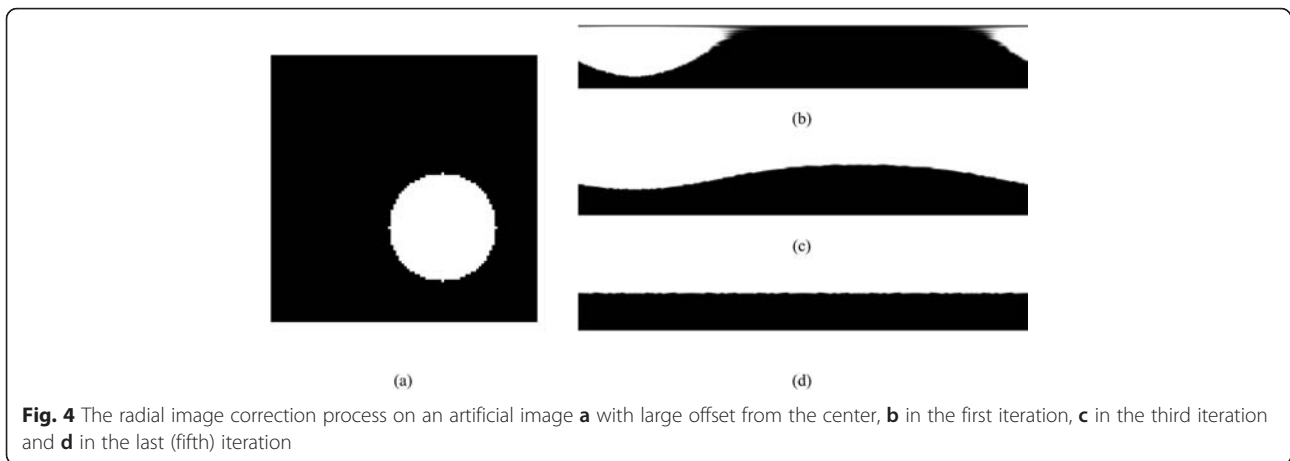 (b)
(c)
(a)
(d)
Fig. 4 The radial image correction process on an artificial image a with large offset from the center, b in the first iteration, c in the third iteration
and d in the last (fifth) iteration